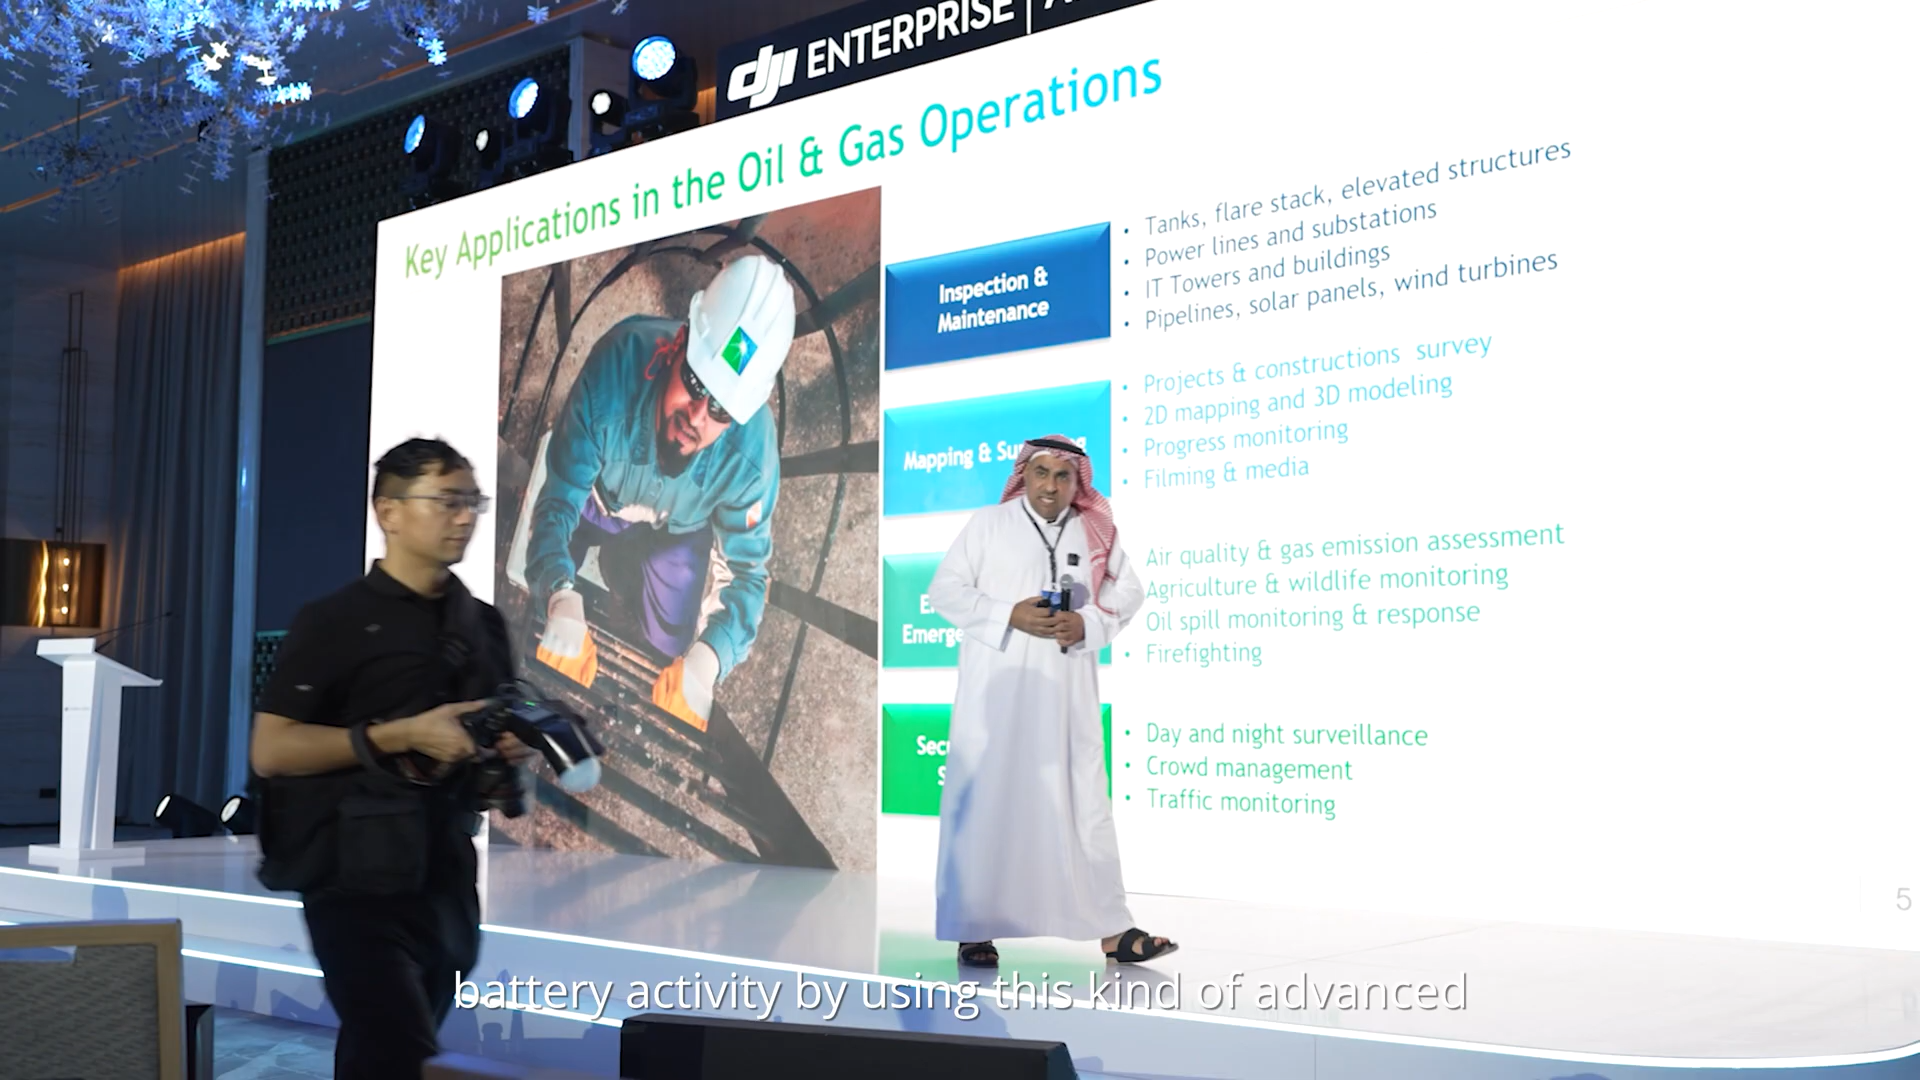 dji ENTERPRISE |
Key Applications in the Oil & Gas Operations
Inspection &
Maintenance
• Tanks, flare stack, elevated structures
• Power lines and substations
• IT Towers and buildings
• Pipelines, solar panels, wind turbines
Mapping &
• Projects & constructions survey
• 2D mapping and 3D modeling
• Progress monitoring
• Filming & media
Air quality & gas emission assessment
Agriculture & wildlife monitoring
Oil spill monitoring & response
• Firefighting
• Day and night surveillance
• Crowd management
• Traffic monitoring
5
battery activity by using this kind of advanced